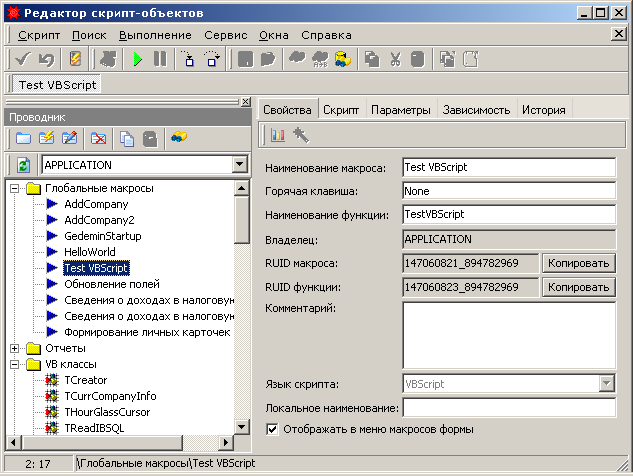 Редактор скрипт-объектов
Скрипт Поиск Выполнение Сервис Окна Справка
Test VBScript
Проводник
APPLICATION
Глобальные макросы
AddCompany
AddCompany2
GedeminStartup
HelloWorld
Test VBScript
Обновление полей
Сведения о доходах в налогову
Сведения о доходах в налогову
Формирование личных карточек
Отчеты
VB классы
TCreator
TCurrCompanyInfo
THourGlassCursor
TReadIBSQL
Свойства Скрипт Параметры Зависимость История
Наименование макроса: Test VBScript
Горячая клавиша: None
Наименование функции: TestVBScript
Владелец: APPLICATION
RUID макроса: 147060821_894782969 Копировать
RUID функции: 147060823_894782969 Копировать
Комментарий:
Язык скрипта: VBScript
Локальное наименование:
Отображать в меню макросов формы
2: 17 \Глобальные макросы\Test VBScript